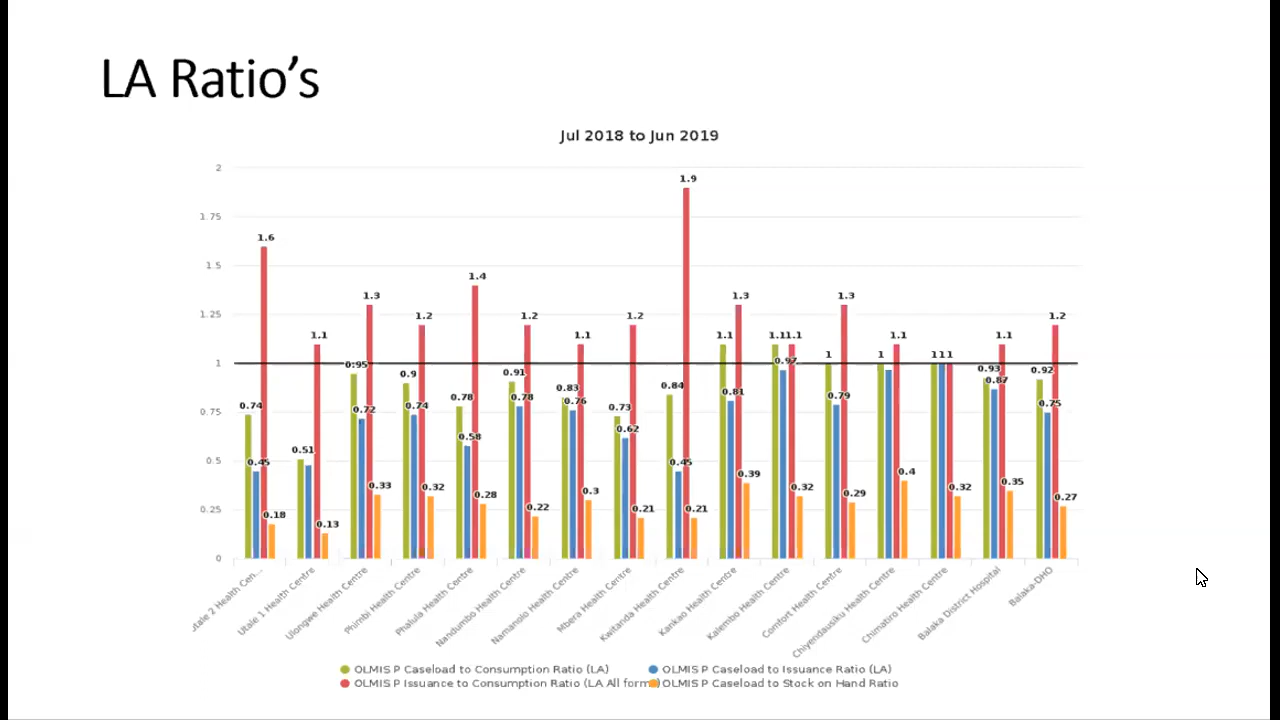 LA Ratio’s
Jul 2018 to Jun 2019
2
1.9
1.75
1.6
1.5
1.4
1.3 1.3 1.3
1.25
1.2 1.2 1.2 1.2
1.1 1.1 1.1 1.1 1.1 1.1 1.1 1.2
1 1 1 1 1 1
0.95 0.97
0.9 0.91 0.93 0.92
0.84 0.83 0.87
0.74 0.72 0.74 0.78 0.78 0.76 0.73 0.81 0.79 0.75
0.75
0.62
0.58
0.51
0.5
0.45 0.45
0.39 0.4
0.33 0.32 0.28 0.3 0.32 0.29 0.32 0.35
0.25
0.18 0.13 0.22 0.21 0.21 0.27
0
Utale 2 Health Cen...
Utale 1 Health Centre
Ulongwe Health Centre
Phimbi Health Centre
Phalula Health Centre
Nandumbo Health Centre
Namanolo Health Centre
Mbera Health Centre
Kwitanda Health Centre
Kankao Health Centre
Kalembo Health Centre
Comfort Health Centre
Chiyendausiku Health Centre
Chimatiro Health Centre
Balaka District Hospital
Balaka-DHO
OLMIS P Caseload to Consumption Ratio (LA) OLMIS P Caseload to Issuance Ratio (LA)
OLMIS P Issuance to Consumption Ratio (LA All forms) OLMIS P Caseload to Stock on Hand Ratio